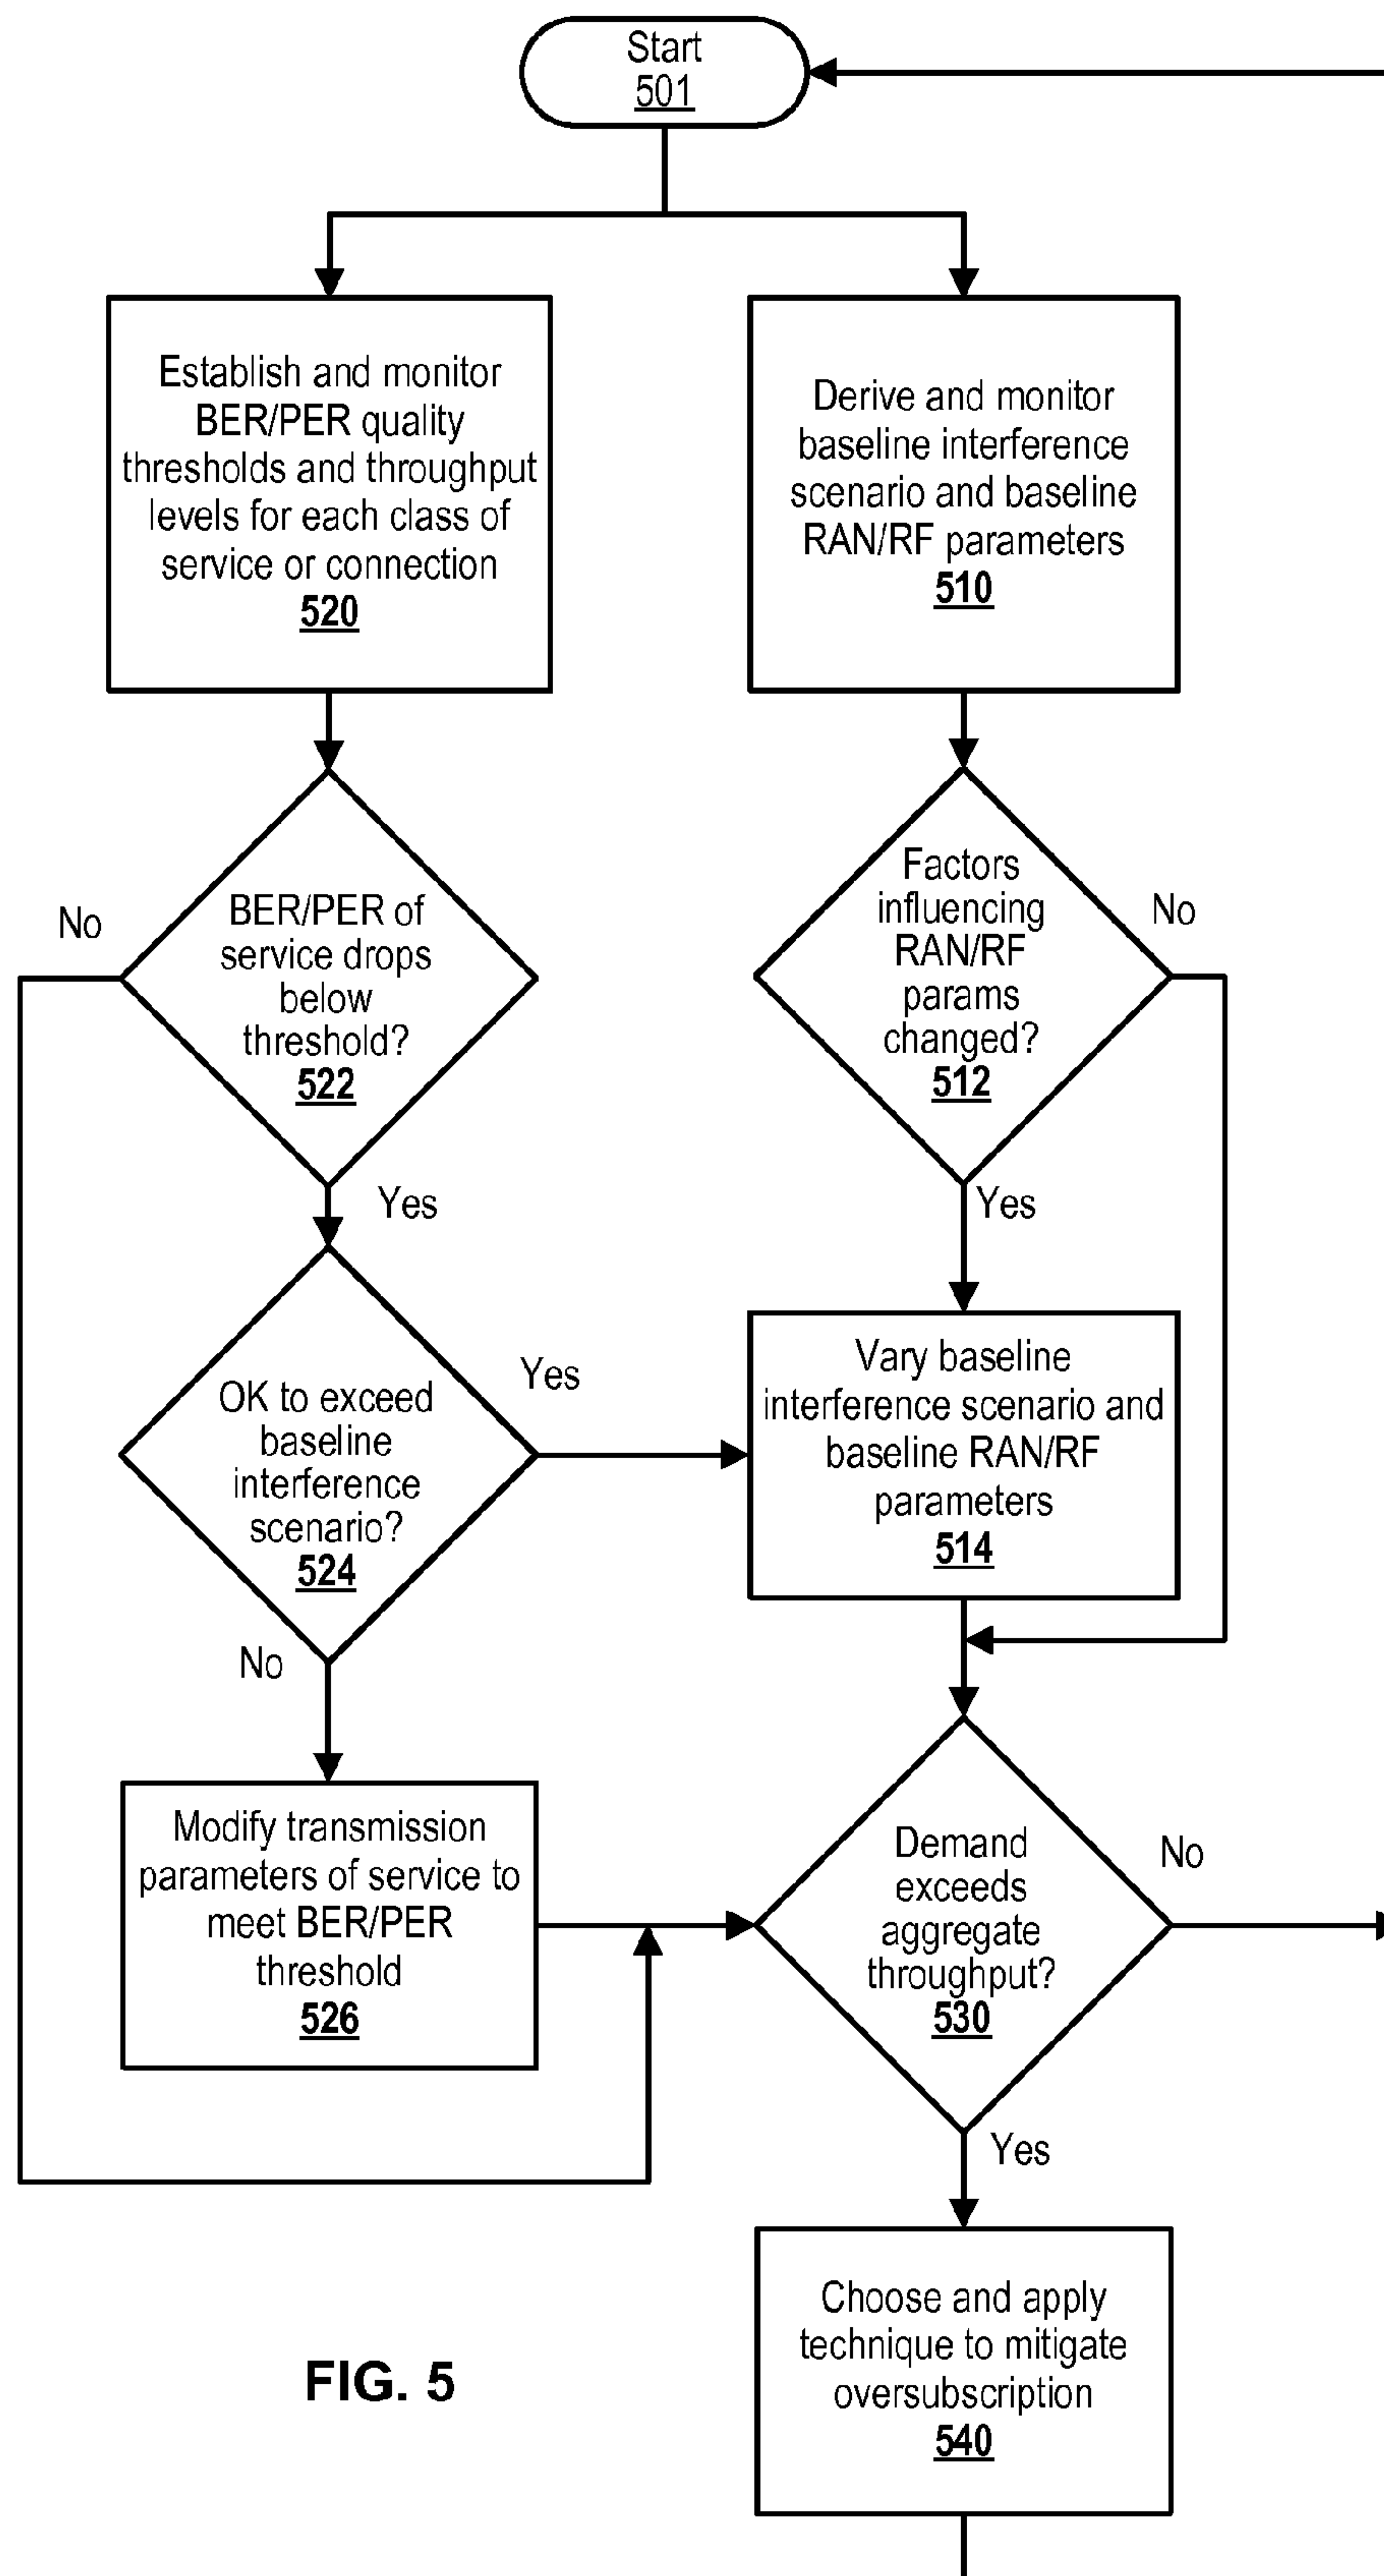 Start
501
Establish and monitor
BER/PER quality
thresholds and throughput
levels for each class of
service or connection
520
Derive and monitor
baseline interference
scenario and baseline
RAN/RF parameters
510
No
BER/PER of
service drops
below
threshold?
522
Yes
Factors
influencing
RAN/RF
params
changed?
512
No
Yes
OK to exceed
baseline
interference
scenario?
524
Yes
No
Vary baseline
interference scenario and
baseline RAN/RF
parameters
514
Modify transmission
parameters of service to
meet BER/PER
threshold
526
Demand
exceeds
aggregate
throughput?
530
No
Yes
Choose and apply
technique to mitigate
oversubscription
540
FIG. 5